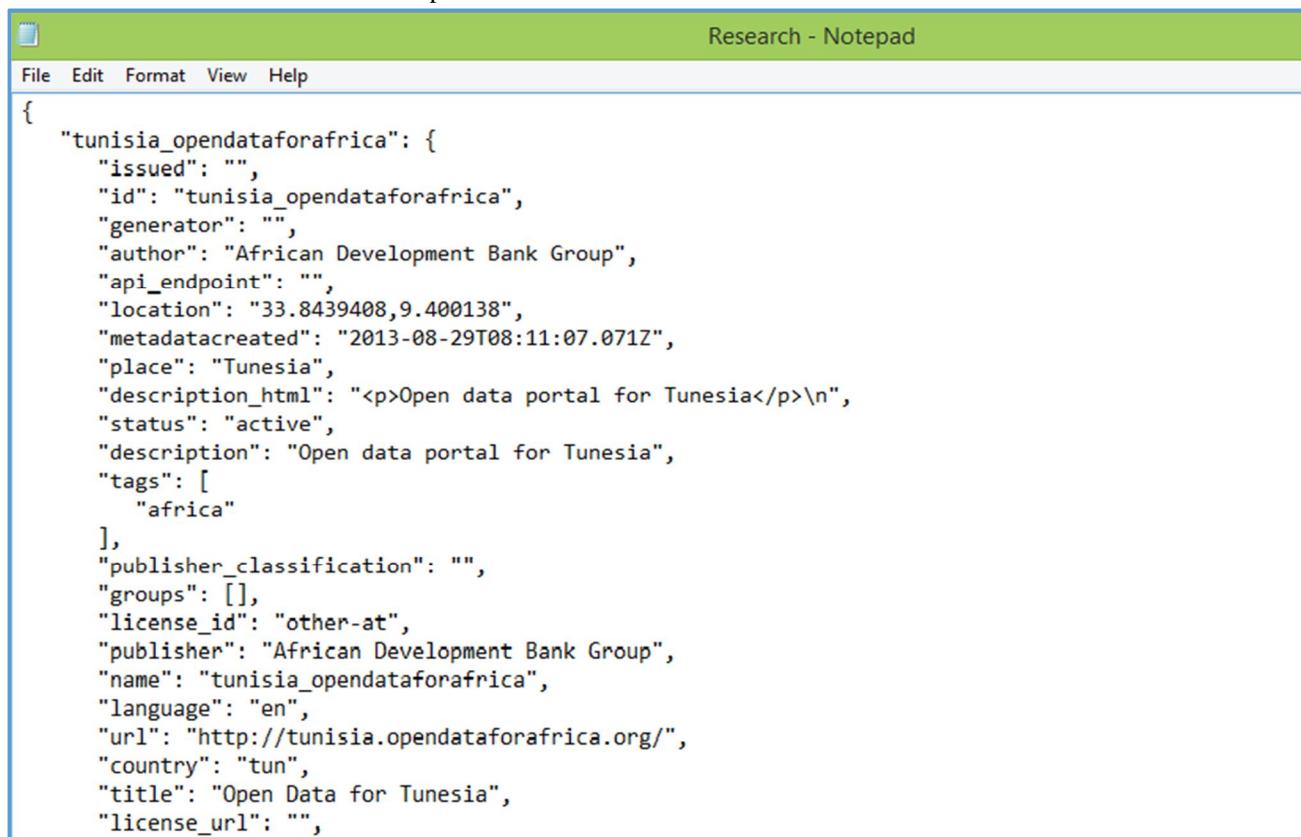 Research - Notepad
File Edit Format View Help
{
"tunisia_opendataforafrica": {
"issued": "",
"id": "tunisia_opendataforafrica",
"generator": "",
"author": "African Development Bank Group",
"api_endpoint": "",
"location": "33.8439408,9.400138",
"metadatacreated": "2013-08-29T08:11:07.071Z",
"place": "Tunesia",
"description_html": "<p>Open data portal for Tunesia</p>\n",
"status": "active",
"description": "Open data portal for Tunesia",
"tags": [
"africa"
],
"publisher_classification": "",
"groups": [],
"license_id": "other-at",
"publisher": "African Development Bank Group",
"name": "tunisia_opendataforafrica",
"language": "en",
"url": "http://tunisia.opendataforafrica.org/",
"country": "tun",
"title": "Open Data for Tunesia",
"license_url": "",